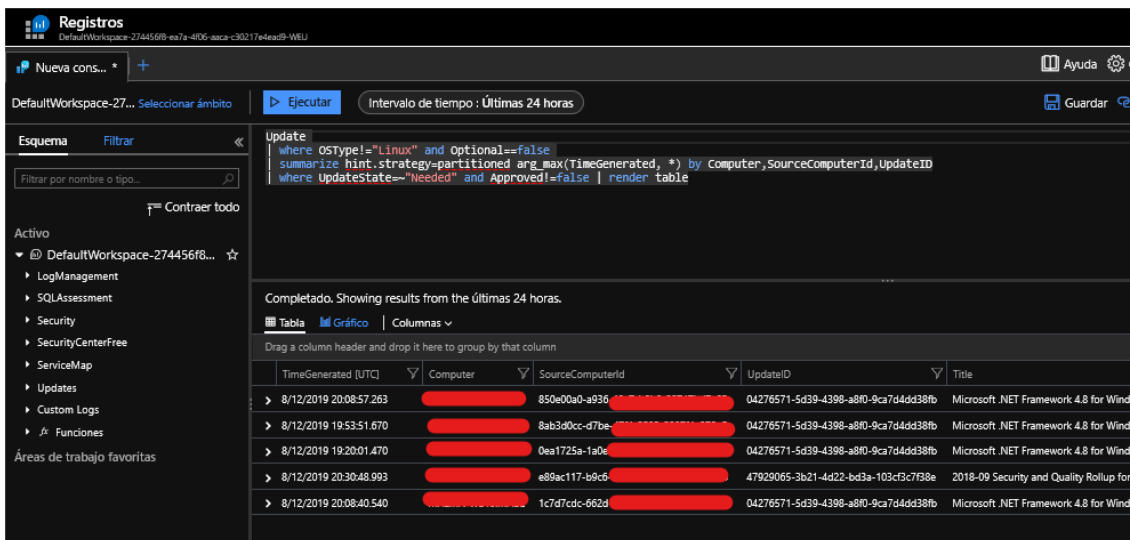 Registros
DefaultWorkspace-274456f8-ea7a-4f06-aaca-c30217e4ead9-WEU
Nueva cons... * +
Ayuda
DefaultWorkspace-27... Seleccionar ámbito
Ejecutar
Intervalo de tiempo : Últimas 24 horas
Guardar
Esquema Filtrar «
Filtrar por nombre o tipo...
Contraer todo
Activo
DefaultWorkspace-274456f8...
LogManagement
SQLAssessment
Security
SecurityCenterFree
ServiceMap
Updates
Custom Logs
fx Funciones
Áreas de trabajo favoritas
Update
| where OSType!="Linux" and Optional==false
| summarize hint.strategy=partitioned arg_max(TimeGenerated, *) by Computer,SourceComputerId,UpdateID
| where UpdateState=~"Needed" and Approved!=false | render table
Completado. Showing results from the últimas 24 horas.
Tabla Gráfico | Columnas
Drag a column header and drop it here to group by that column
TimeGenerated [UTC] Computer SourceComputerId UpdateID Title
8/12/2019 20:08:57.263 850e00a0-a936 04276571-5d39-4398-a8f0-9ca7d4dd38fb Microsoft .NET Framework 4.8 for Wind
8/12/2019 19:53:51.670 8ab3d0cc-d7be- 04276571-5d39-4398-a8f0-9ca7d4dd38fb Microsoft .NET Framework 4.8 for Wind
8/12/2019 19:20:01.470 0ea1725a-1a0e 04276571-5d39-4398-a8f0-9ca7d4dd38fb Microsoft .NET Framework 4.8 for Wind
8/12/2019 20:30:48.993 e89ac117-b9c6 47929065-3b21-4d22-bd3a-103cf3c7f38e 2018-09 Security and Quality Rollup for
8/12/2019 20:08:40.540 1c7d7cdc-662d 04276571-5d39-4398-a8f0-9ca7d4dd38fb Microsoft .NET Framework 4.8 for Wind